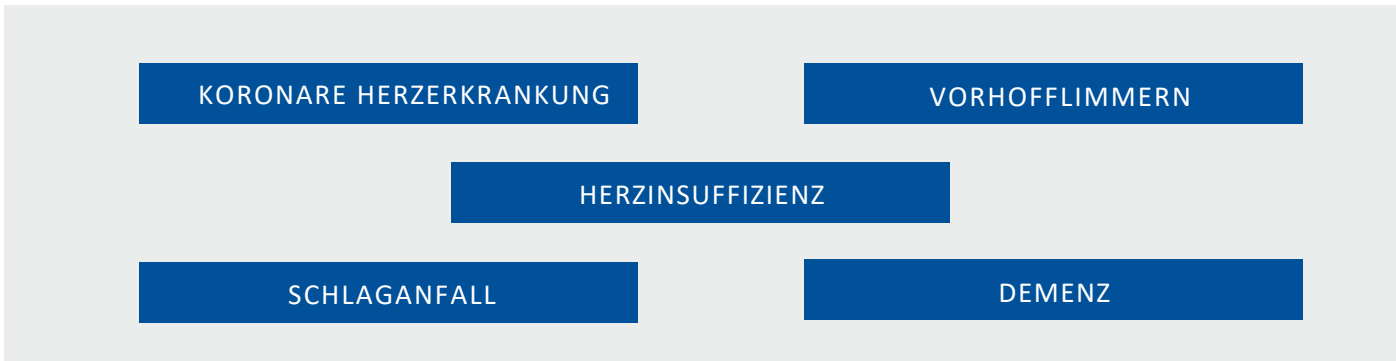 KORONARE HERZERKRANKUNG
VORHOFFLIMMERN
HERZINSUFFIZIENZ
SCHLAGANFALL
DEMENZ